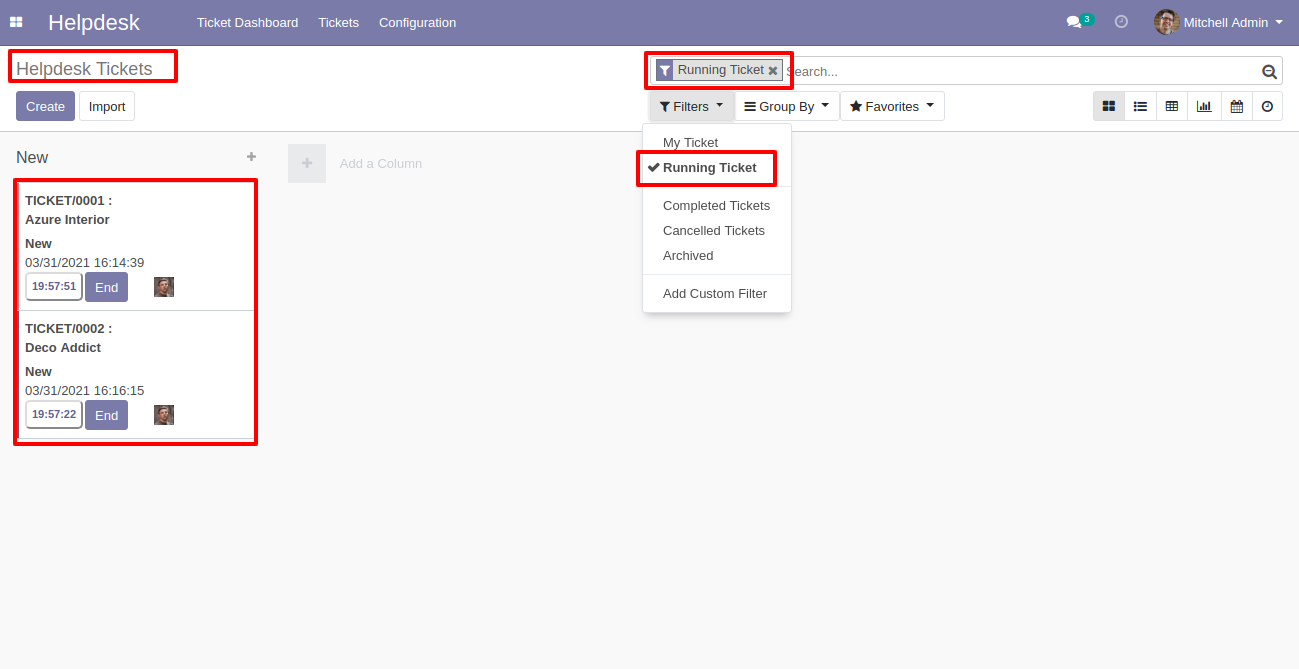 Helpdesk
Ticket Dashboard
Tickets
Configuration
3
Mitchell Admin
Helpdesk Tickets
Running Ticket
Search...
Create
Import
Filters
Group By
Favorites
My Ticket
Running Ticket
Completed Tickets
Cancelled Tickets
Archived
Add Custom Filter
New
Add a Column
TICKET/0001 :
Azure Interior
New
03/31/2021 16:14:39
19:57:51
End
TICKET/0002 :
Deco Addict
New
03/31/2021 16:16:15
19:57:22
End